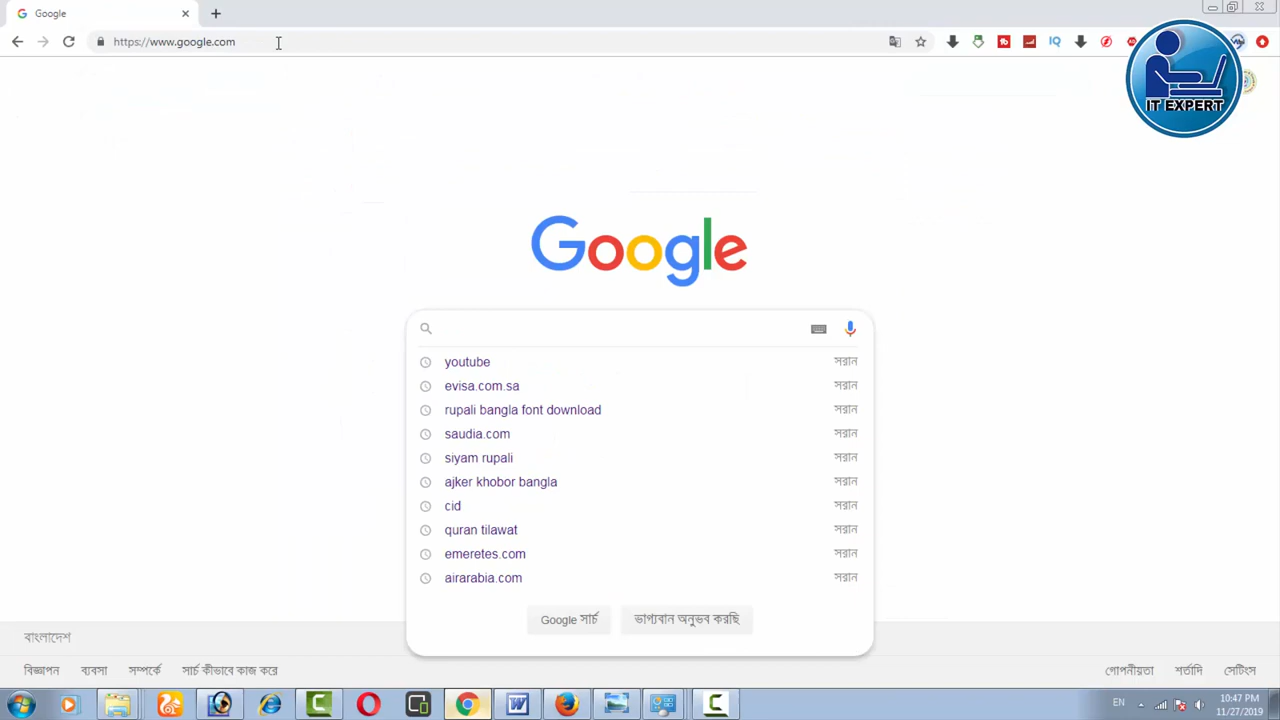 Google
https://www.google.com
IQ
IT EXPERT
Google
youtube সরান
evisa.com.sa সরান
rupali bangla font download সরান
saudia.com সরান
siyam rupali সরান
ajker khobor bangla সরান
cid সরান
quran tilawat সরান
emeretes.com সরান
airarabia.com সরান
Google সার্চ ভাগ্যবান অনুভব করছি
বাংলাদেশ
বিজ্ঞাপন ব্যবসা সম্পর্কে সার্চ কীভাবে কাজ করে গোপনীয়তা শর্তাদি সেটিংস
EN 10:47 PM
11/27/2019